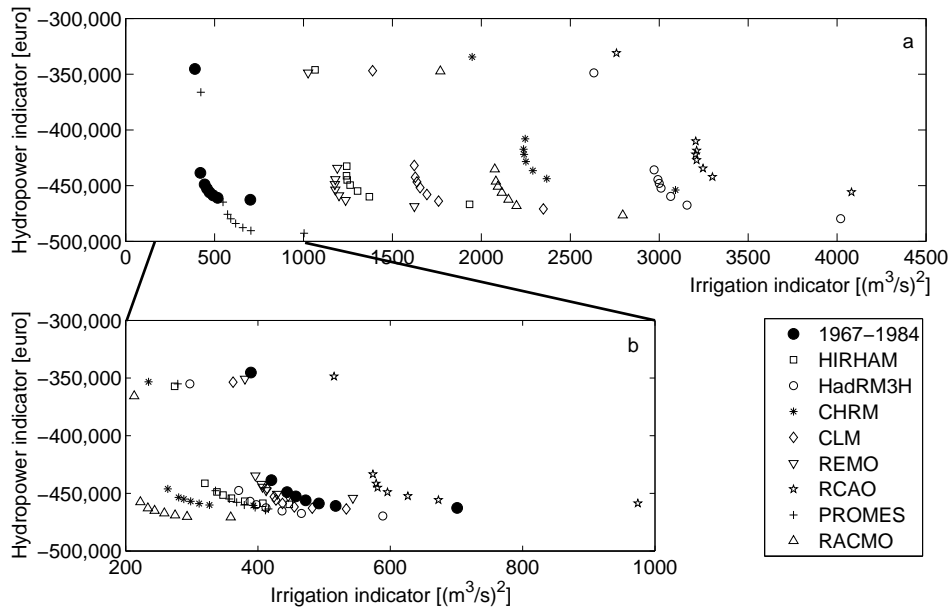 −300,000
−350,000
−400,000
−450,000
−500,000
Hydropower indicator [euro]
a
0 500 1000 1500 2000 2500 3000 3500 4000 4500
Irrigation indicator [(m³/s)²]
−300,000
−350,000
−400,000
−450,000
−500,000
Hydropower indicator [euro]
b
200 400 600 800 1000
Irrigation indicator [(m³/s)²]
1967−1984
HIRHAM
HadRM3H
CHRM
CLM
REMO
RCAO
PROMES
RACMO